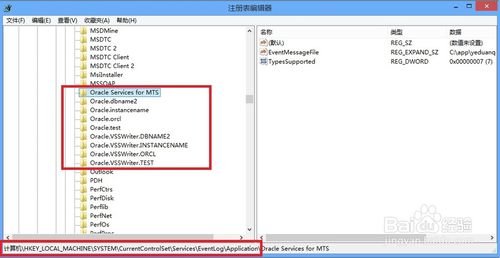 注册表编辑器
文件(F) 编辑(E) 查看(V) 收藏夹(A) 帮助(H)
MSDMine
MSDTC
MSDTC 2
MSDTC Client
MSDTC Client 2
MsiInstaller
MSSOAP
Oracle Services for MTS
Oracle.dbname2
Oracle.instancename
Oracle.orcl
Oracle.test
Oracle.VSSWriter.DBNAME2
Oracle.VSSWriter.INSTANCENAME
Oracle.VSSWriter.ORCL
Oracle.VSSWriter.TEST
Outlook
PDH
PerfCtrs
PerfDisk
Perflib
PerfNet
PerfOs
PerfProc
名称 类型 数据
(默认) REG_SZ (数值未设置)
EventMessageFile REG_EXPAND_SZ C:\app\yeduanq
TypesSupported REG_DWORD 0x00000007 (7)
Baidu 经验
计算机\HKEY_LOCAL_MACHINE\SYSTEM\CurrentControlSet\Services\EventLog\Application\Oracle Services for MTS